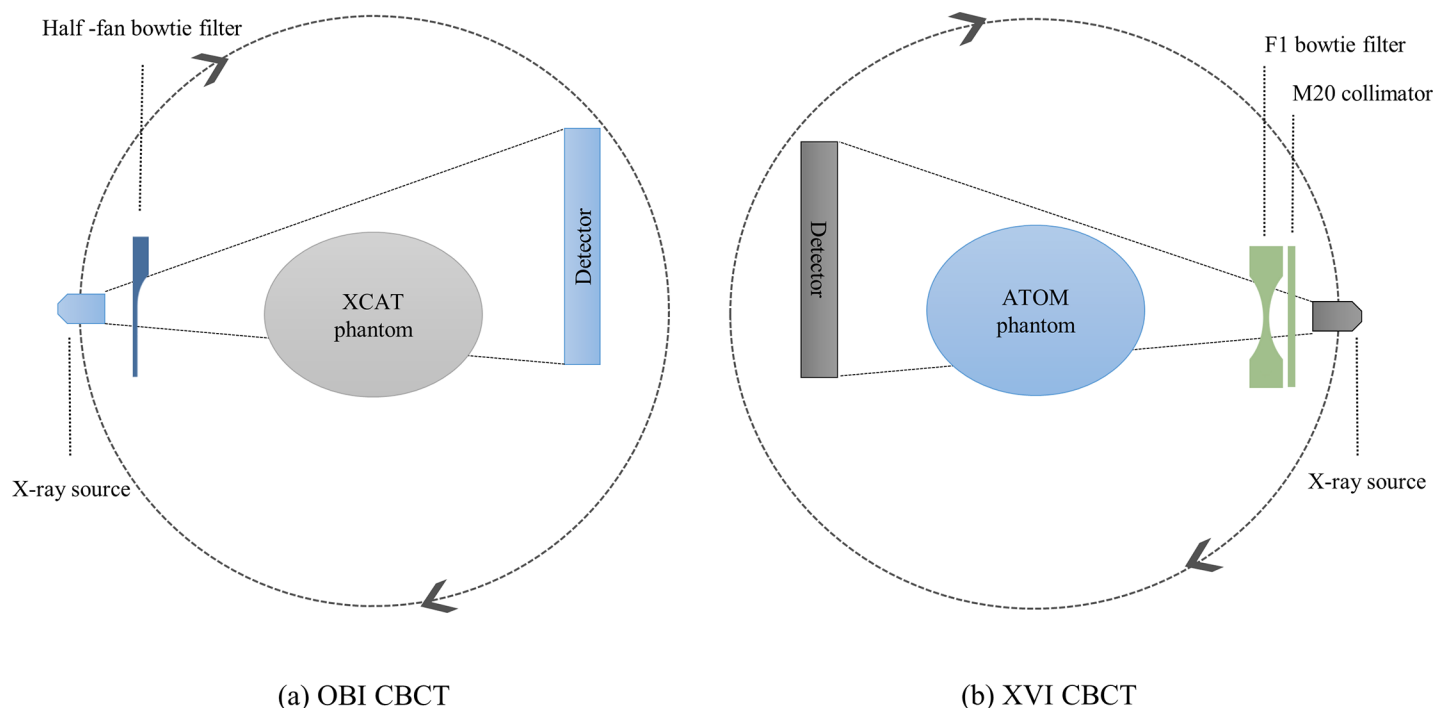 Half -fan bowtie filter
Detector
XCAT
phantom
X-ray source
(a) OBI CBCT
F1 bowtie filter
M20 collimator
Detector
ATOM
phantom
X-ray source
(b) XVI CBCT